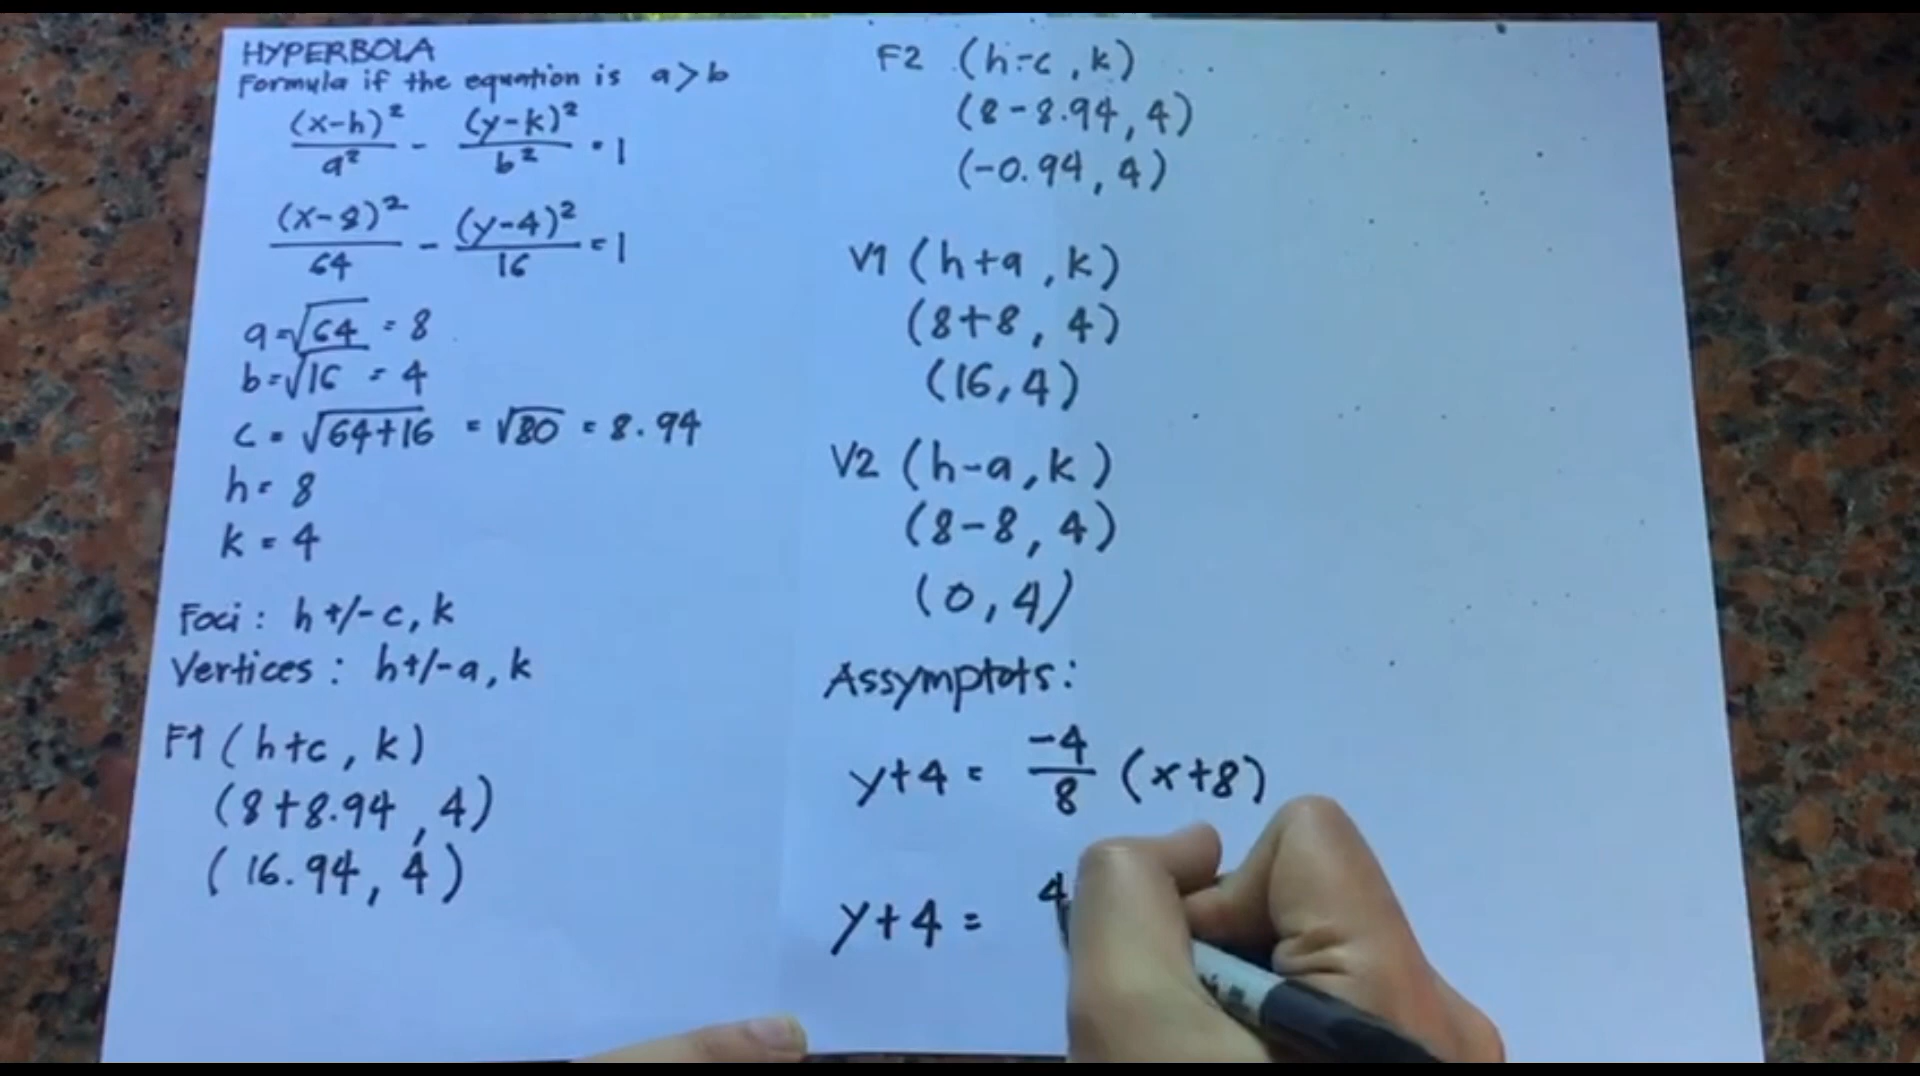 HYPERBOLA
Formula if the equation is a > b
(x-h)²/a² - (y-k)²/b² = 1
(x-8)²/64 - (y-4)²/16 = 1
a=√64 = 8
b=√16 = 4
c = √64+16 = √80 = 8.94
h = 8
k = 4
Foci : h +/- c, k
Vertices : h +/- a, k
F1 (h+c, k)
(8+8.94, 4)
(16.94, 4)
F2 (h-c, k)
(8-8.94, 4)
(-0.94, 4)
V1 (h+a, k)
(8+8, 4)
(16, 4)
V2 (h-a, k)
(8-8, 4)
(0, 4)
Assymptots :
y+4 = -4/8 (x+8)
y+4 = 4